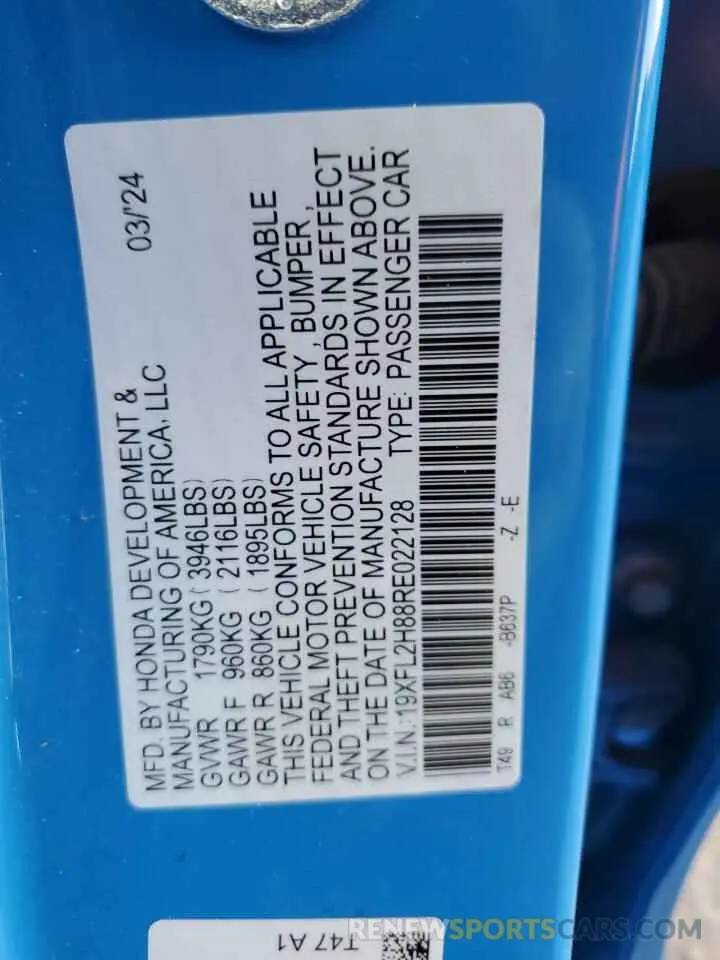 MFD. BY HONDA DEVELOPMENT &
MANUFACTURING OF AMERICA, LLC 03/'24
GVWR 1790KG ( 3946LBS)
GAWR F 960KG ( 2116LBS)
GAWR R 860KG ( 1895LBS)
THIS VEHICLE CONFORMS TO ALL APPLICABLE
FEDERAL MOTOR VEHICLE SAFETY , BUMPER ,
AND THEFT PREVENTION STANDARDS IN EFFECT
ON THE DATE OF MANUFACTURE SHOWN ABOVE.
V.I.N.: 19XFL2H88RE022128 TYPE: PASSENGER CAR
T49 R AB6 -B637P -Z -E
T47 A1
RENEWSPORTSCARS.COM